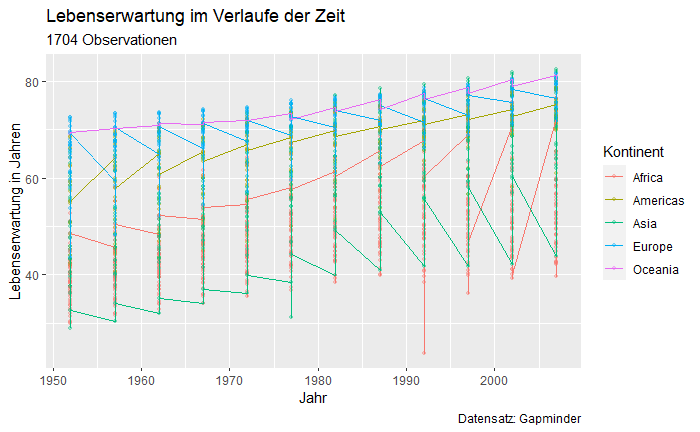 Lebenserwartung im Verlaufe der Zeit
1704 Observationen
Lebenserwartung in Jahren
80
60
40
1950
1960
1970
1980
1990
2000
Jahr
Kontinent
Africa
Americas
Asia
Europe
Oceania
Datensatz: Gapminder